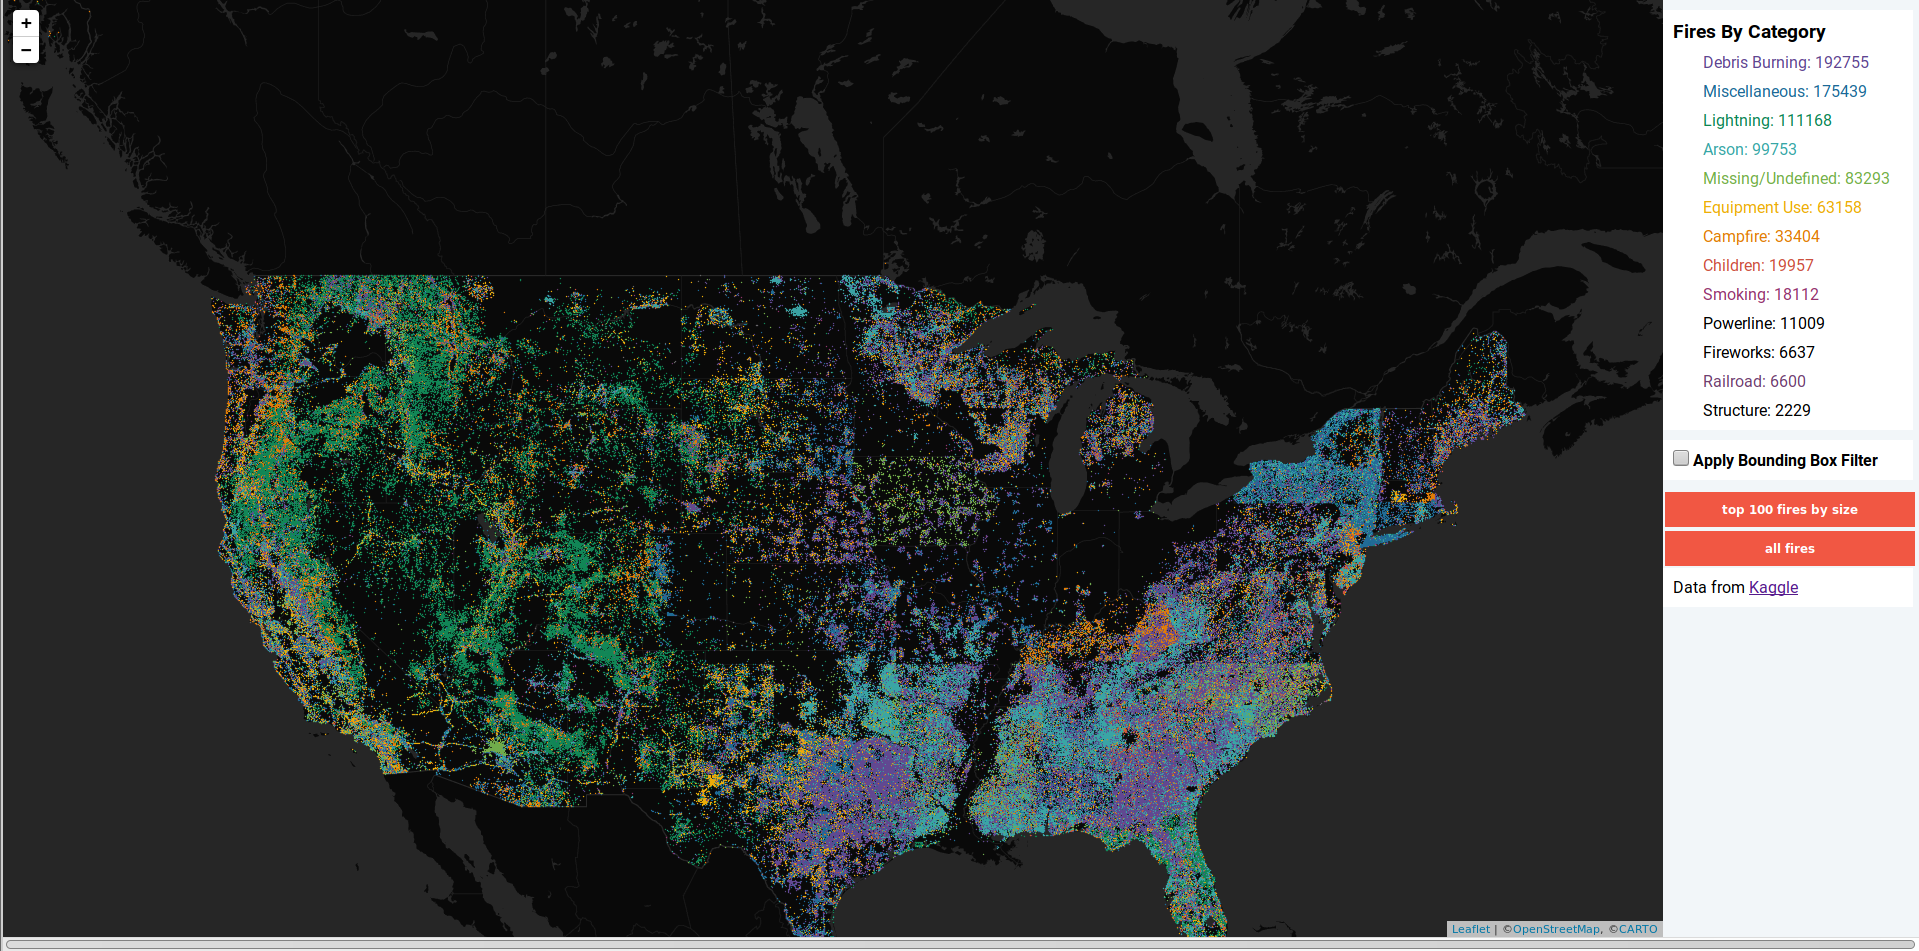 +
−
Fires By Category
Debris Burning: 192755
Miscellaneous: 175439
Lightning: 111168
Arson: 99753
Missing/Undefined: 83293
Equipment Use: 63158
Campfire: 33404
Children: 19957
Smoking: 18112
Powerline: 11009
Fireworks: 6637
Railroad: 6600
Structure: 2229
Apply Bounding Box Filter
top 100 fires by size
all fires
Data from Kaggle
Leaflet | ©OpenStreetMap, ©CARTO